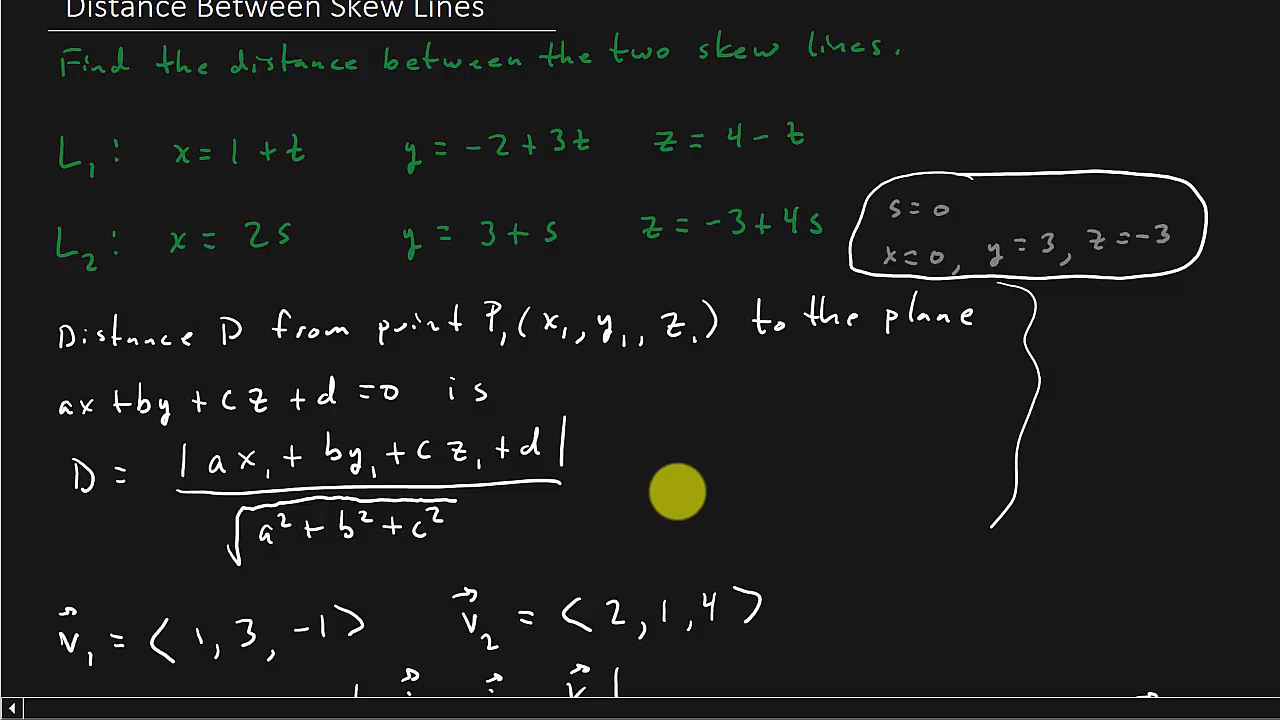 Distance Between Skew Lines
Find the distance between the two skew lines.
L₁: x = 1 + t y = -2 + 3t z = 4 - t
L₂: x = 2s y = 3 + s z = -3 + 4s
s = 0
x = 0, y = 3, z = -3
Distance D from point P₁(x₁, y₁, z₁) to the plane
ax + by + cz + d = 0 is
D = |ax₁ + by₁ + cz₁ + d|
√a² + b² + c²
v⃗₁ = ⟨1, 3, -1⟩ v⃗₂ = ⟨2, 1, 4⟩